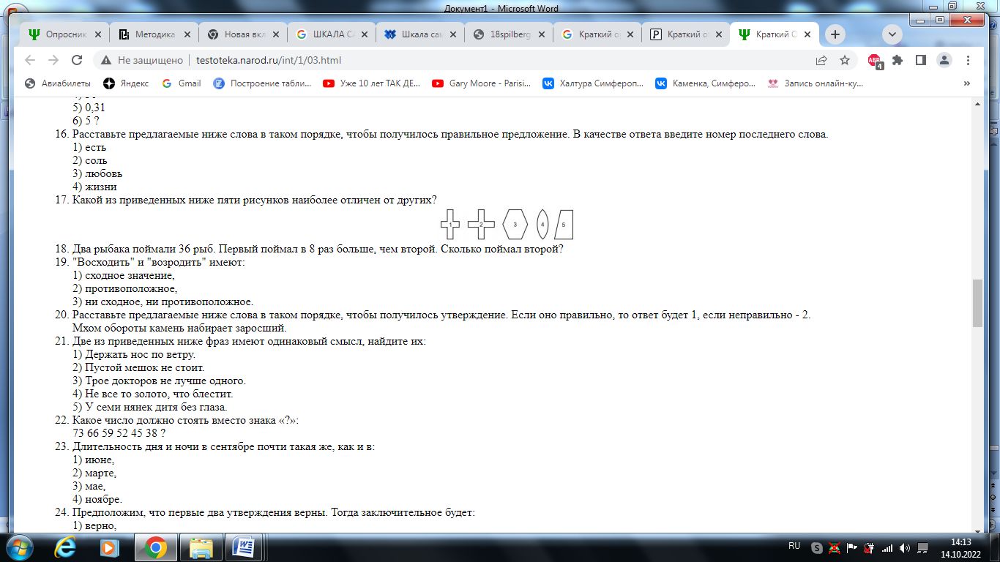 Документ1 - Microsoft Word
Опросник
Методика
Новая вкл
ШКАЛА СА
Шкала сам
18spilberg
Краткий о
Краткий о
Краткий О
Не защищено
testoteka.narod.ru/int/1/03.html
ABP
4
Авиабилеты
Яндекс
Gmail
Построение табли...
Уже 10 лет ТАК ДЕ...
Gary Moore - Parisi...
Халтура Симфероп...
Каменка, Симферо...
Запись онлайн-ку...
»
5) 0,31
6) 5 ?
16. Расставьте предлагаемые ниже слова в таком порядке, чтобы получилось правильное предложение. В качестве ответа введите номер последнего слова.
1) есть
2) соль
3) любовь
4) жизни
17. Какой из приведенных ниже пяти рисунков наиболее отличен от других?
1 2 3 4 5
18. Два рыбака поймали 36 рыб. Первый поймал в 8 раз больше, чем второй. Сколько поймал второй?
19. "Восходить" и "возродить" имеют:
1) сходное значение,
2) противоположное,
3) ни сходное, ни противоположное.
20. Расставьте предлагаемые ниже слова в таком порядке, чтобы получилось утверждение. Если оно правильно, то ответ будет 1, если неправильно - 2.
Мхом обороты камень набирает заросший.
21. Две из приведенных ниже фраз имеют одинаковый смысл, найдите их:
1) Держать нос по ветру.
2) Пустой мешок не стоит.
3) Трое докторов не лучше одного.
4) Не все то золото, что блестит.
5) У семи нянек дитя без глаза.
22. Какое число должно стоять вместо знака «?»:
73 66 59 52 45 38 ?
23. Длительность дня и ночи в сентябре почти такая же, как и в:
1) июне,
2) марте,
3) мае,
4) ноябре.
24. Предположим, что первые два утверждения верны. Тогда заключительное будет:
1) верно,
RU
14:13
14.10.2022